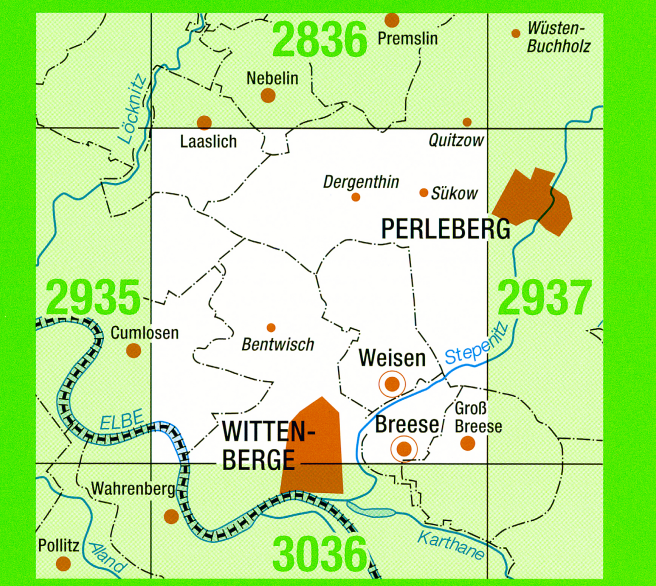 2836
Premslin
Wüsten-
Buchholz
Nebelin
Löcknitz
Laaslich
Quitzow
Dergenthin
Sükow
PERLEBERG
2935
2937
Cumlosen
Bentwisch
Weisen
Stepenitz
ELBE
WITTEN-
BERGE
Breese
Groß
Breese
Wahrenberg
Pollitz
Aland
3036
Karthane